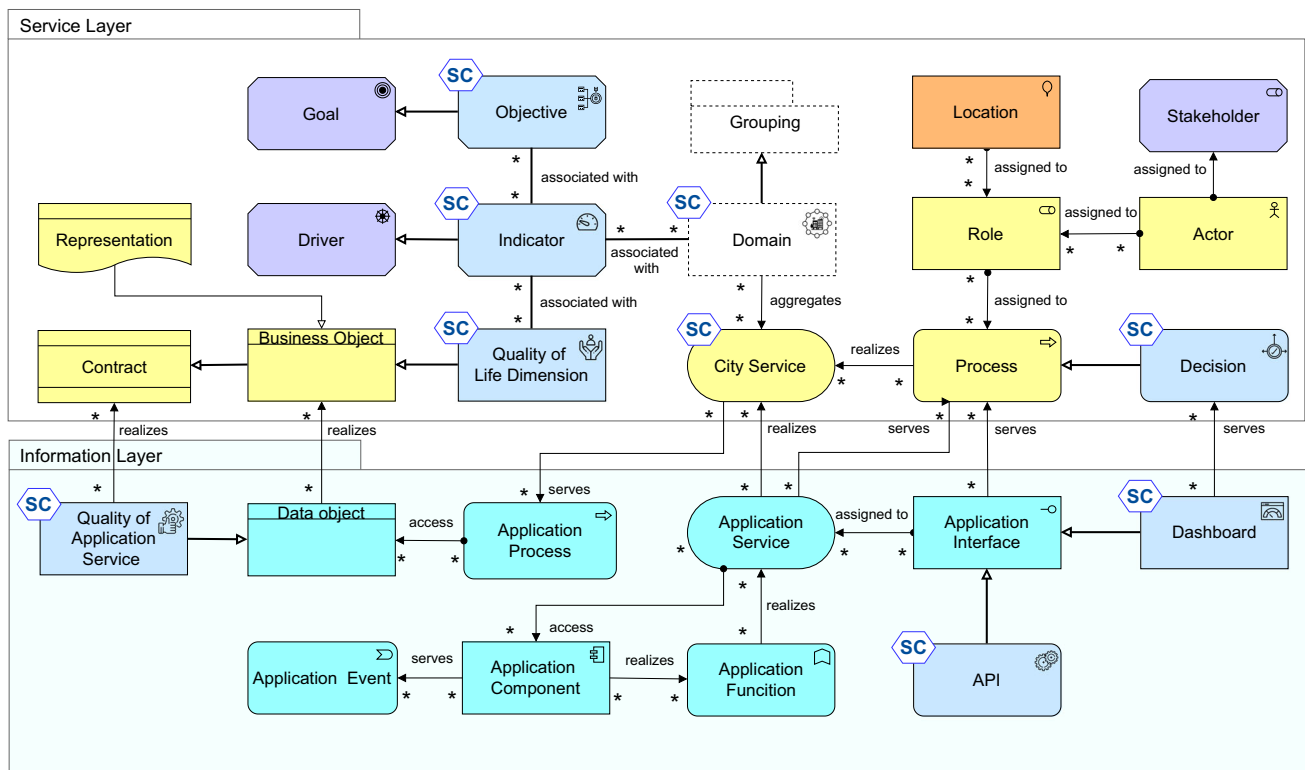 Service Layer
SC
Goal
Objective
Grouping
Location
Stakeholder
*
associated with
*
*
assigned to
*
assigned to
SC
SC
Representation
Driver
Indicator
*
*
associated
with
Domain
Role
assigned to
*
*
Actor
*
associated with
*
*
aggregates
*
*
assigned to
*
SC
SC
SC
Contract
Business Object
Quality of
Life Dimension
City Service
realizes
*
*
Process
Decision
*
realizes
*
*
realizes
*
*
*
realizes
serves
*
*
serves
*
serves
Information Layer
*
*
*
serves
*
*
*
*
SC
SC
Quality of
Application
Service
Data object
access
*
*
Application
Process
Application
Service
assigned to
*
*
Application
Interface
Dashboard
*
*
access
*
realizes
*
SC
Application  Event
serves
*
*
Application
Component
realizes
*
*
Application
Funcition
API